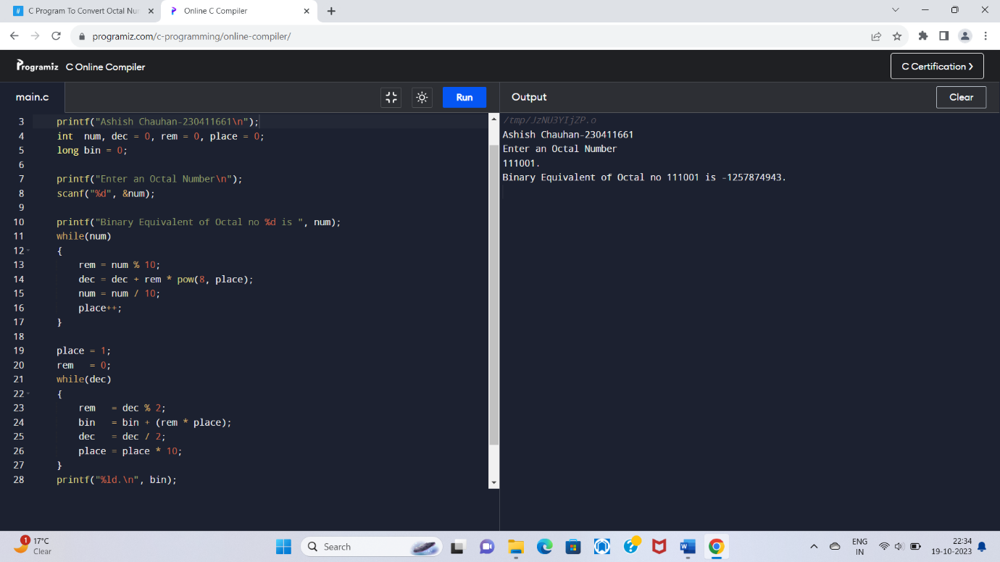 C Program To Convert Octal Nu
Online C Compiler
programiz.com/c-programming/online-compiler/
Programiz C Online Compiler
C Certification >
main.c
Run
Output
Clear
3 printf("Ashish Chauhan-230411661\n");
4 int  num, dec = 0, rem = 0, place = 0;
5 long bin = 0;
6
7 printf("Enter an Octal Number\n");
8 scanf("%d", &num);
9
10 printf("Binary Equivalent of Octal no %d is ", num);
11 while(num)
12 {
13     rem = num % 10;
14     dec = dec + rem * pow(8, place);
15     num = num / 10;
16     place++;
17 }
18
19 place = 1;
20 rem   = 0;
21 while(dec)
22 {
23     rem   = dec % 2;
24     bin   = bin + (rem * place);
25     dec   = dec / 2;
26     place = place * 10;
27 }
28 printf("%ld.\n", bin);
/tmp/JzNU3YIjZP.o
Ashish Chauhan-230411661
Enter an Octal Number
111001.
Binary Equivalent of Octal no 111001 is -1257874943.
1
17°C
Clear
Search
ENG
IN
22:34
19-10-2023